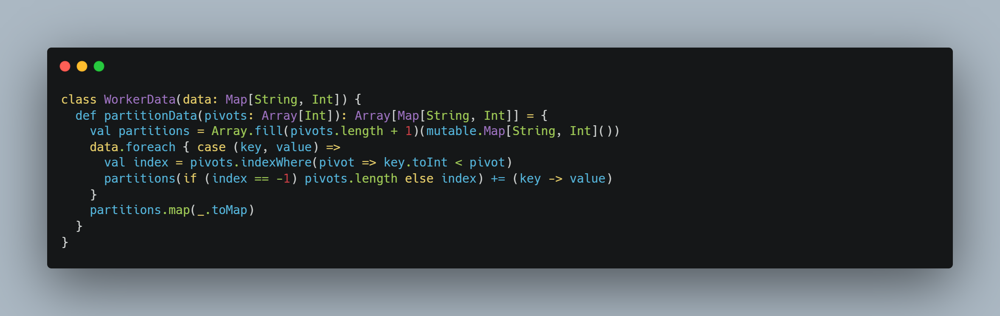 class WorkerData(data: Map[String, Int]) {
  def partitionData(pivots: Array[Int]): Array[Map[String, Int]] = {
    val partitions = Array.fill(pivots.length + 1)(mutable.Map[String, Int]())
    data.foreach { case (key, value) =>
      val index = pivots.indexWhere(pivot => key.toInt < pivot)
      partitions(if (index == -1) pivots.length else index) += (key -> value)
    }
    partitions.map(_.toMap)
  }
}